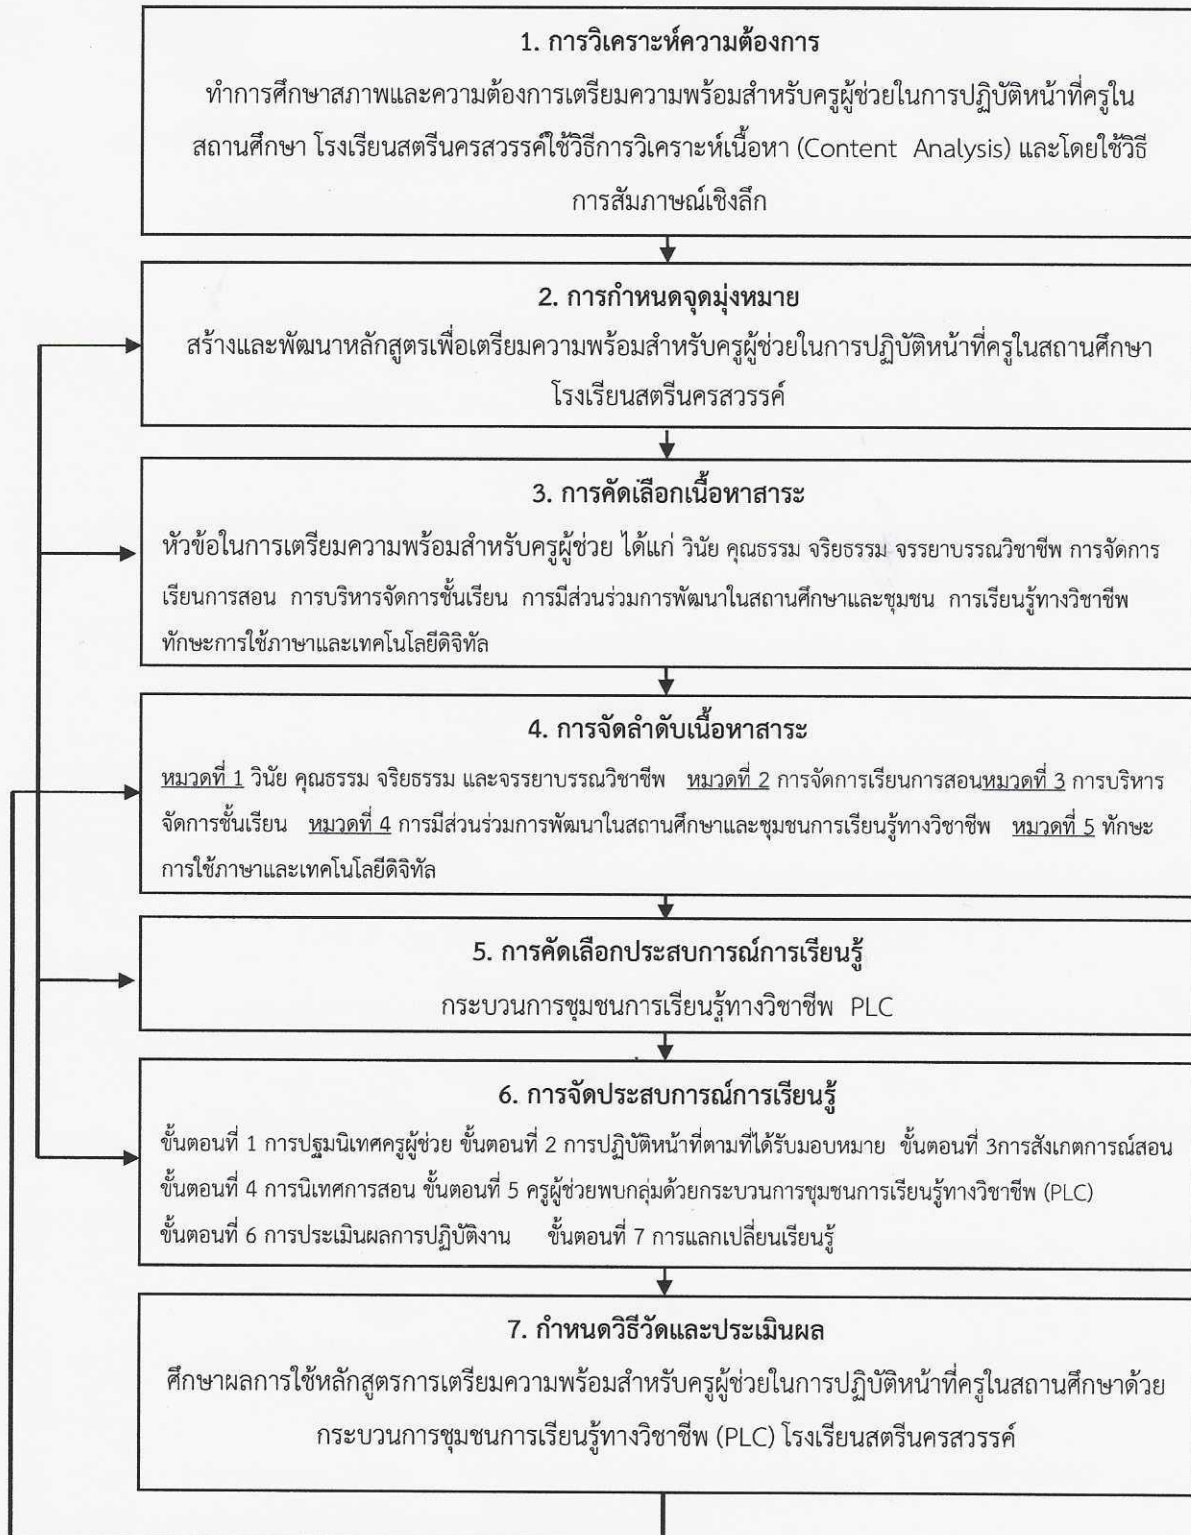 1. การวิเคราะห์ความต้องการ
ทำการศึกษาสภาพและความต้องการเตรียมความพร้อมสำหรับครูผู้ช่วยในการปฏิบัติหน้าที่ครูใน
สถานศึกษา โรงเรียนสตรีนครสวรรค์ใช้วิธีการวิเคราะห์เนื้อหา (Content Analysis) และโดยใช้วิธี
การสัมภาษณ์เชิงลึก
2. การกำหนดจุดมุ่งหมาย
สร้างและพัฒนาหลักสูตรเพื่อเตรียมความพร้อมสำหรับครูผู้ช่วยในการปฏิบัติหน้าที่ครูในสถานศึกษา
โรงเรียนสตรีนครสวรรค์
3. การคัดเลือกเนื้อหาสาระ
หัวข้อในการเตรียมความพร้อมสำหรับครูผู้ช่วย ได้แก่ วินัย คุณธรรม จริยธรรม จรรยาบรรณวิชาชีพ การจัดการ
เรียนการสอน การบริหารจัดการชั้นเรียน การมีส่วนร่วมการพัฒนาในสถานศึกษาและชุมชน การเรียนรู้ทางวิชาชีพ
ทักษะการใช้ภาษาและเทคโนโลยีดิจิทัล
4. การจัดลำดับเนื้อหาสาระ
หมวดที่ 1 วินัย คุณธรรม จริยธรรม และจรรยาบรรณวิชาชีพ หมวดที่ 2 การจัดการเรียนการสอนหมวดที่ 3 การบริหาร
จัดการชั้นเรียน หมวดที่ 4 การมีส่วนร่วมการพัฒนาในสถานศึกษาและชุมชนการเรียนรู้ทางวิชาชีพ หมวดที่ 5 ทักษะ
การใช้ภาษาและเทคโนโลยีดิจิทัล
5. การคัดเลือกประสบการณ์การเรียนรู้
กระบวนการชุมชนการเรียนรู้ทางวิชาชีพ PLC
6. การจัดประสบการณ์การเรียนรู้
ขั้นตอนที่ 1 การปฐมนิเทศครูผู้ช่วย ขั้นตอนที่ 2 การปฏิบัติหน้าที่ตามที่ได้รับมอบหมาย ขั้นตอนที่ 3การสังเกตการณ์สอน
ขั้นตอนที่ 4 การนิเทศการสอน ขั้นตอนที่ 5 ครูผู้ช่วยพบกลุ่มด้วยกระบวนการชุมชนการเรียนรู้ทางวิชาชีพ (PLC)
ขั้นตอนที่ 6 การประเมินผลการปฏิบัติงาน ขั้นตอนที่ 7 การแลกเปลี่ยนเรียนรู้
7. กำหนดวิธีวัดและประเมินผล
ศึกษาผลการใช้หลักสูตรการเตรียมความพร้อมสำหรับครูผู้ช่วยในการปฏิบัติหน้าที่ครูในสถานศึกษาด้วย
กระบวนการชุมชนการเรียนรู้ทางวิชาชีพ (PLC) โรงเรียนสตรีนครสวรรค์